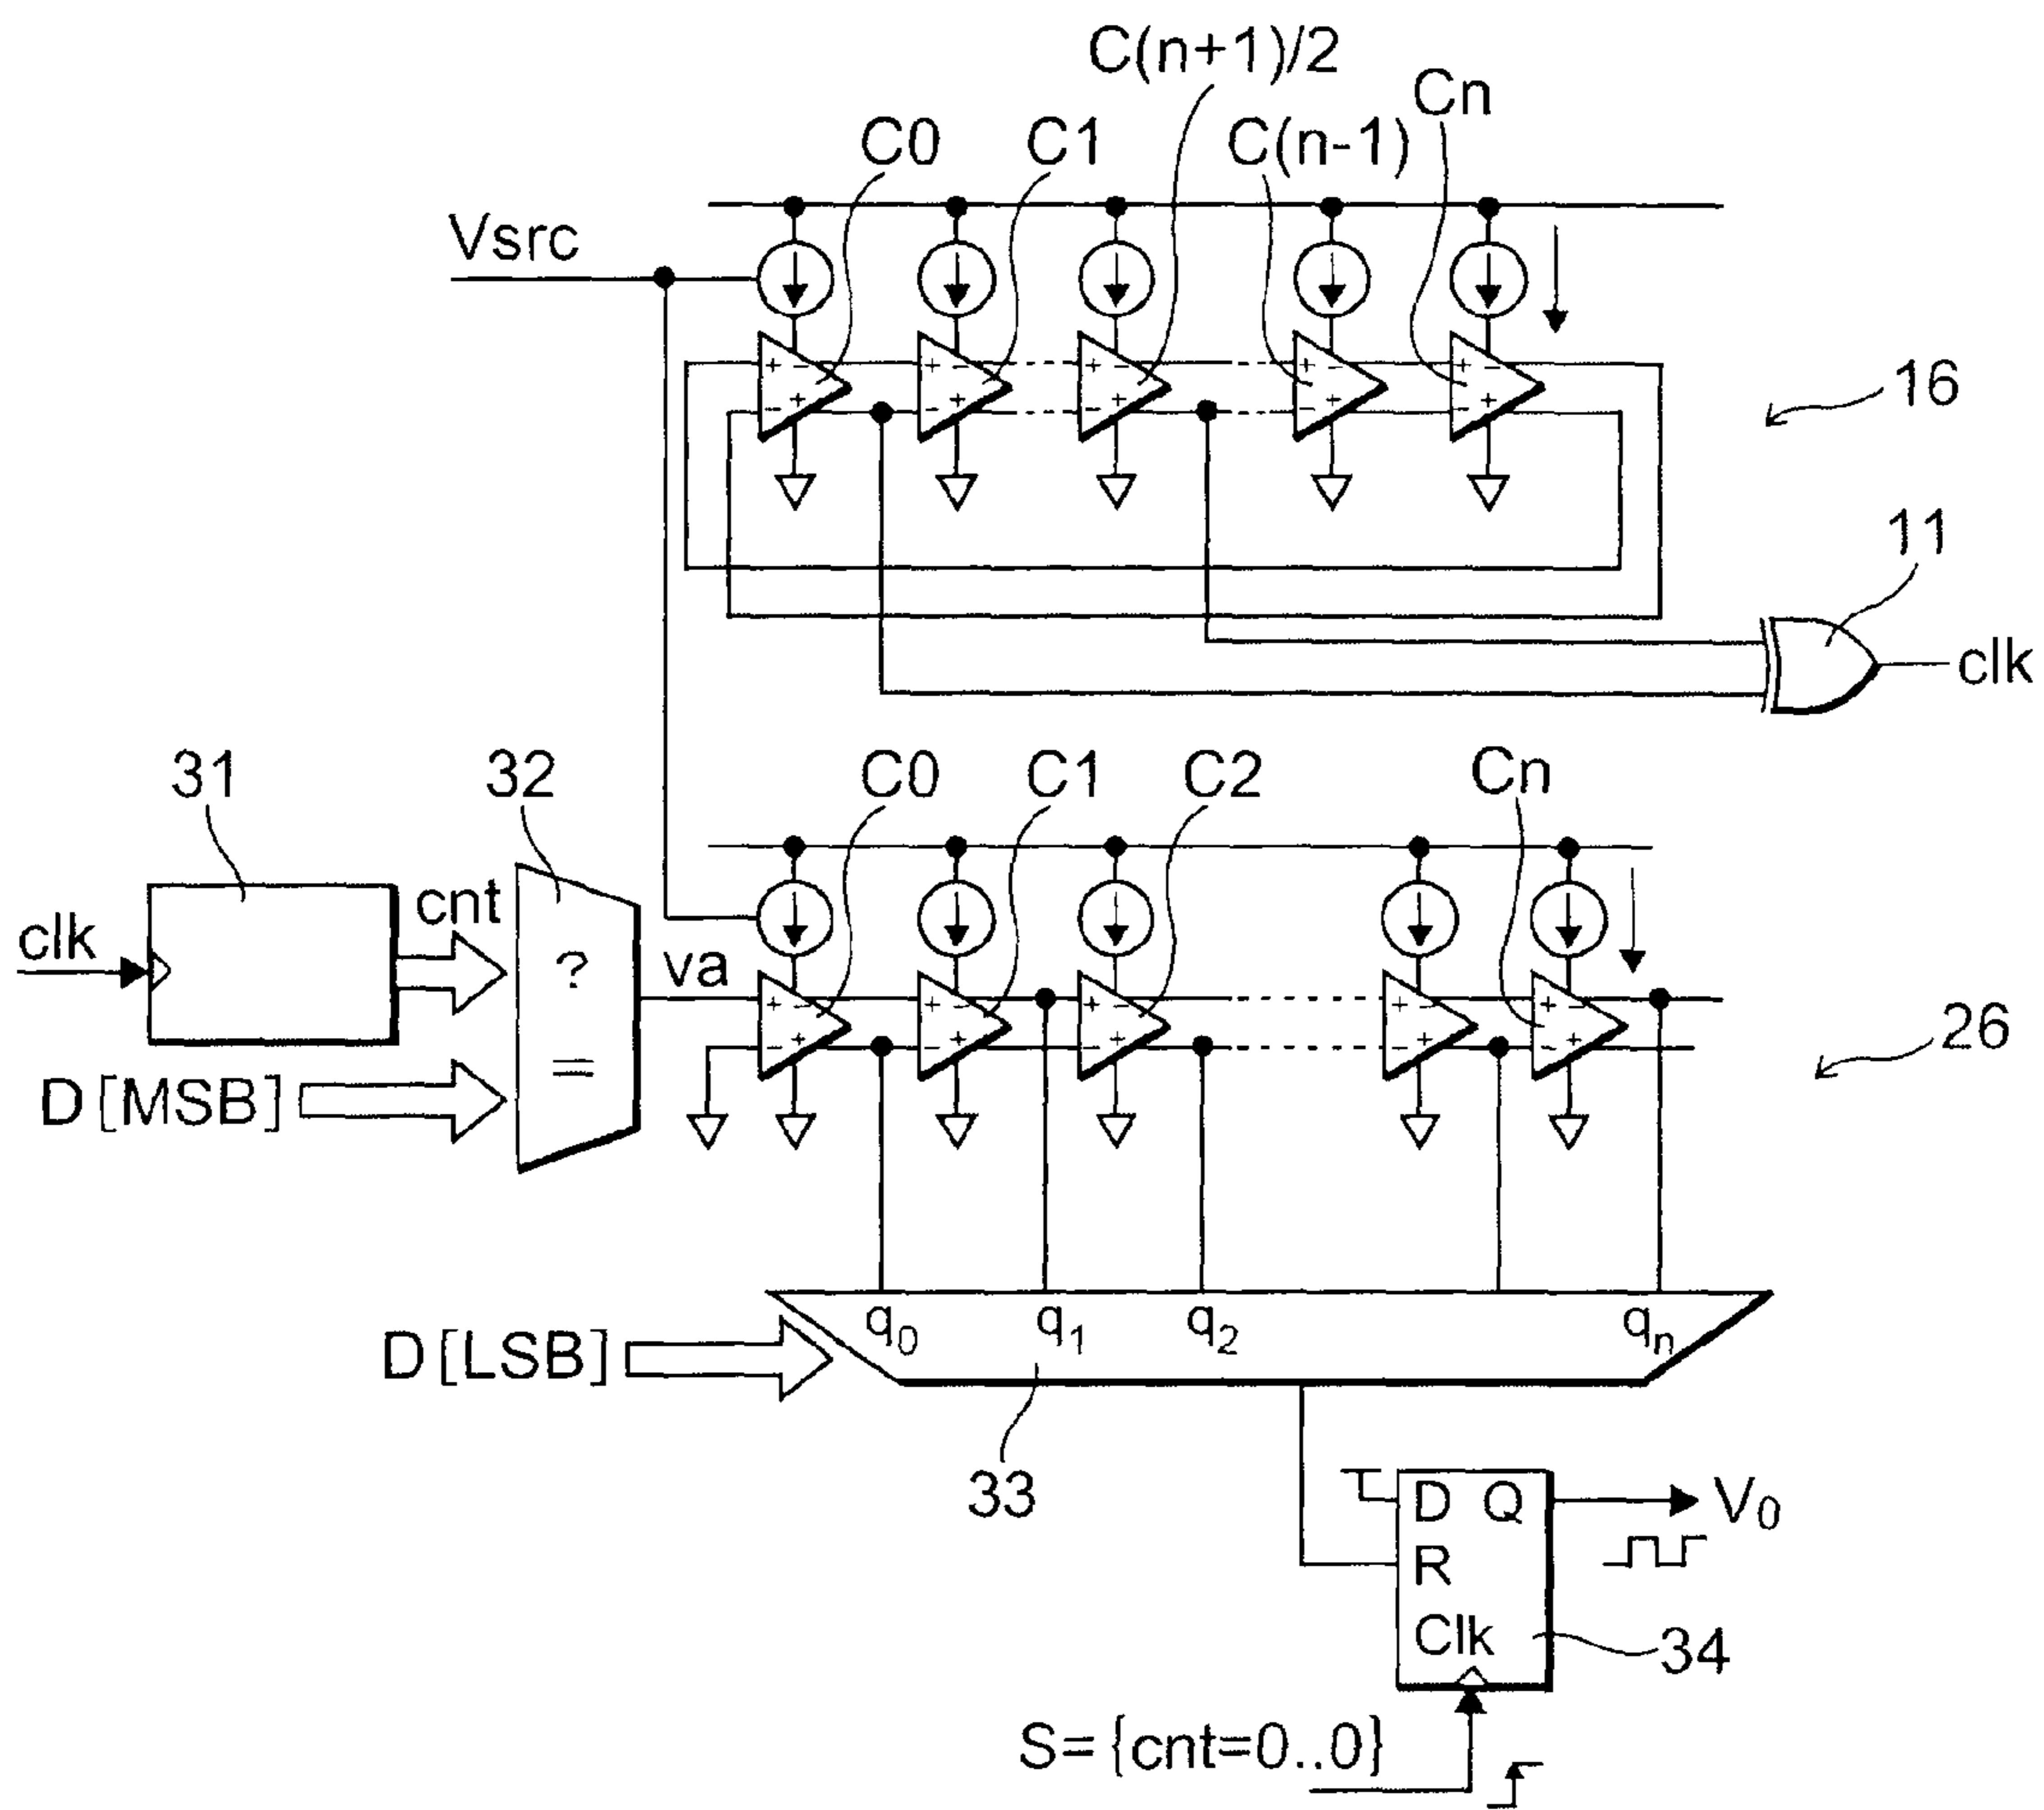 C(n+1)/2
Cn
C0
C1
C(n-1)
Vsrc
+ − − + + − − + + − − + + − − + + − − +
16
11
clk
31
32
C0
C1
C2
Cn
clk
cnt
?
=
va
+ − − + + − − + + − − + + − − + + − − +
26
D[MSB]
D[LSB]
q0
q1
q2
qn
33
D Q
V0
R
Clk
34
S={cnt=0..0}